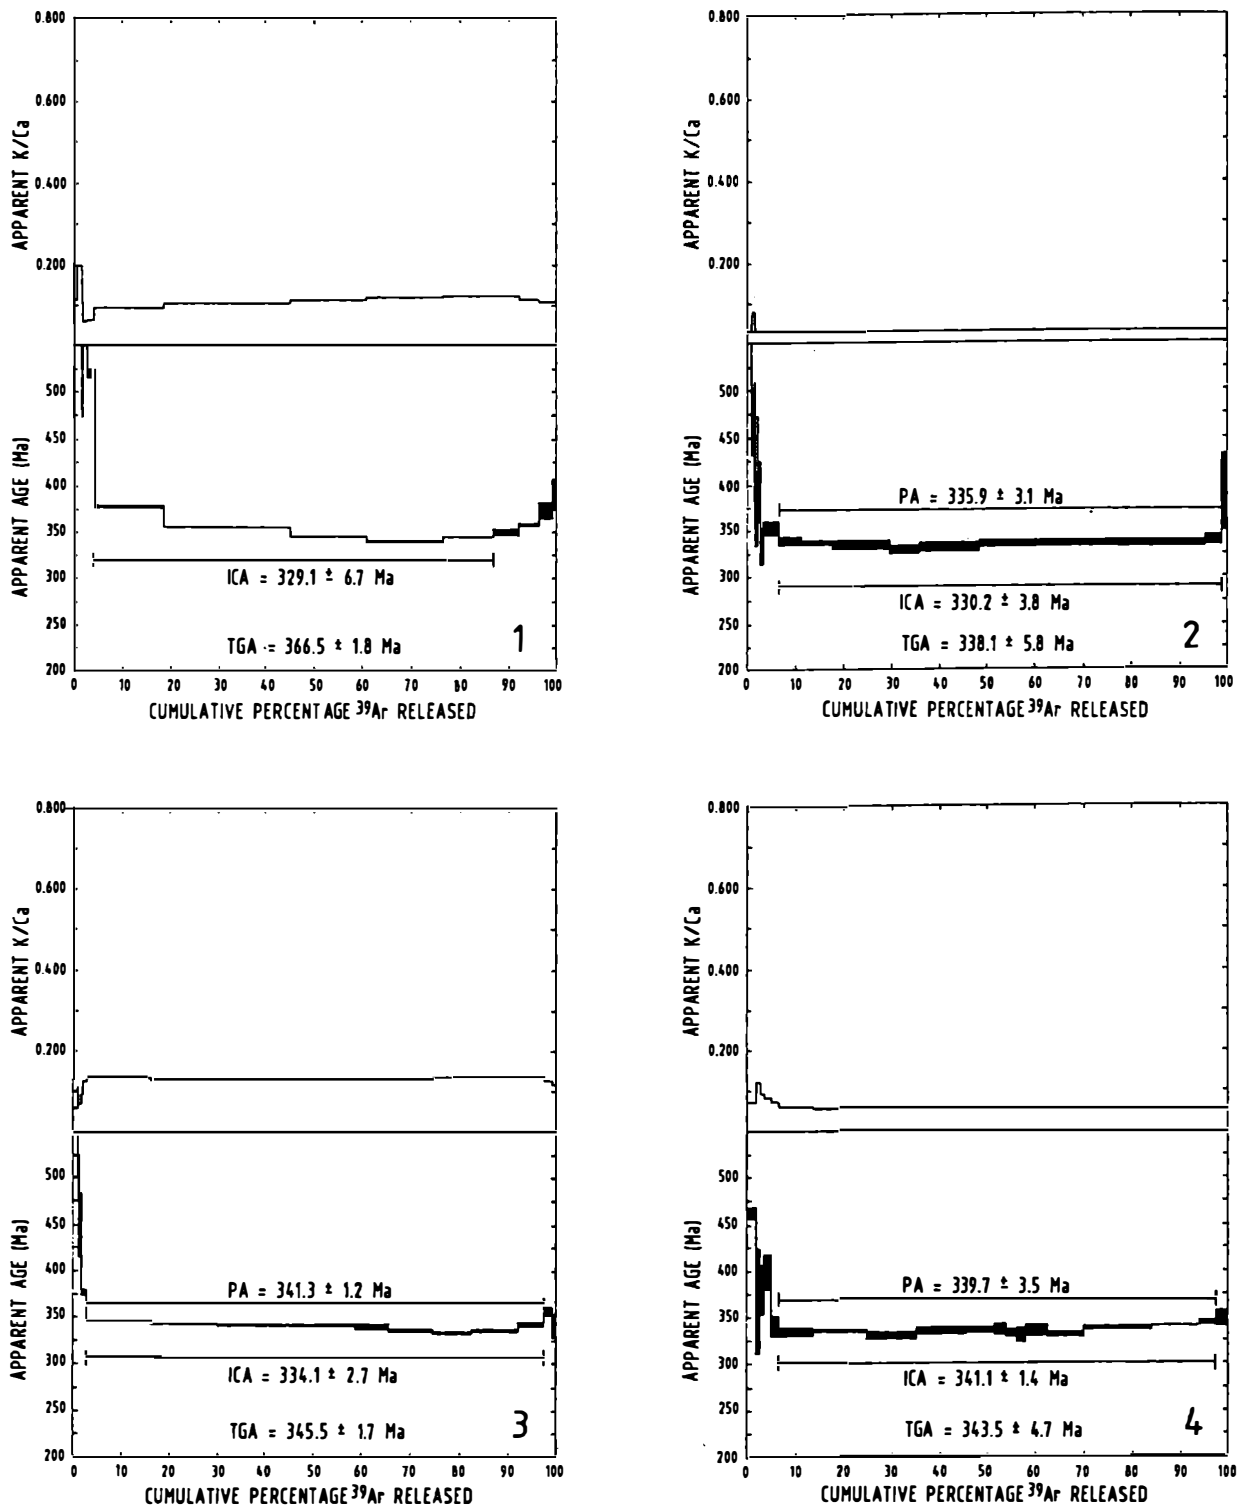 0.800
0.600
0.400
0.200
APPARENT K/Ca
500
450
400
350
300
250
200
APPARENT AGE (Ma)
ICA = 329.1 ± 6.7 Ma
TGA = 366.5 ± 1.8 Ma
1
0 10 20 30 40 50 60 70 80 90 100
CUMULATIVE PERCENTAGE 39Ar RELEASED
0.800
0.600
0.400
0.200
APPARENT K/Ca
500
450
400
350
300
250
200
APPARENT AGE (Ma)
PA = 335.9 ± 3.1 Ma
ICA = 330.2 ± 3.8 Ma
TGA = 338.1 ± 5.8 Ma
2
0 10 20 30 40 50 60 70 80 90 100
CUMULATIVE PERCENTAGE 39Ar RELEASED
0.800
0.600
0.400
0.200
APPARENT K/Ca
500
450
400
350
300
250
200
APPARENT AGE (Ma)
PA = 341.3 ± 1.2 Ma
ICA = 334.1 ± 2.7 Ma
TGA = 345.5 ± 1.7 Ma
3
0 10 20 30 40 50 60 70 80 90 100
CUMULATIVE PERCENTAGE 39Ar RELEASED
0.800
0.600
0.400
0.200
APPARENT K/Ca
500
450
400
350
300
250
200
APPARENT AGE (Ma)
PA = 339.7 ± 3.5 Ma
ICA = 341.1 ± 1.4 Ma
TGA = 343.5 ± 4.7 Ma
4
0 10 20 30 40 50 60 70 80 90 100
CUMULATIVE PERCENTAGE 39Ar RELEASED